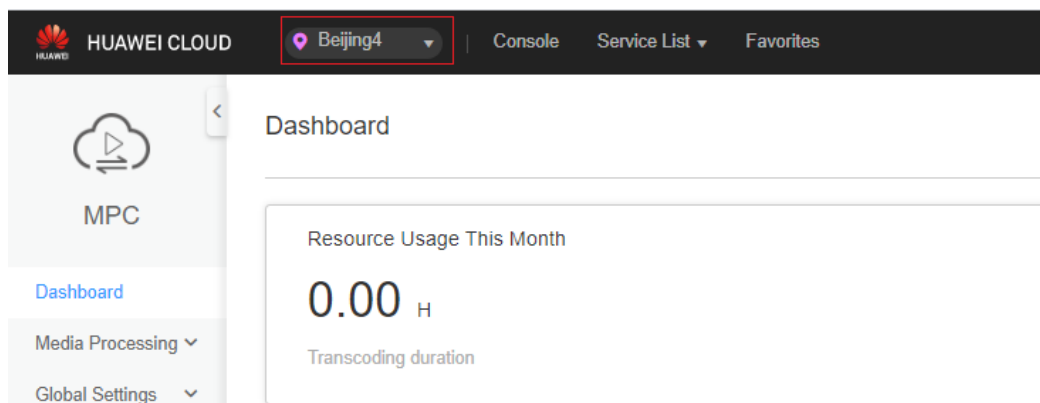 HUAWEI HUAWEI CLOUD Beijing4 Console Service List Favorites
Dashboard
MPC
Resource Usage This Month
0.00 H
Transcoding duration
Dashboard
Media Processing
Global Settings